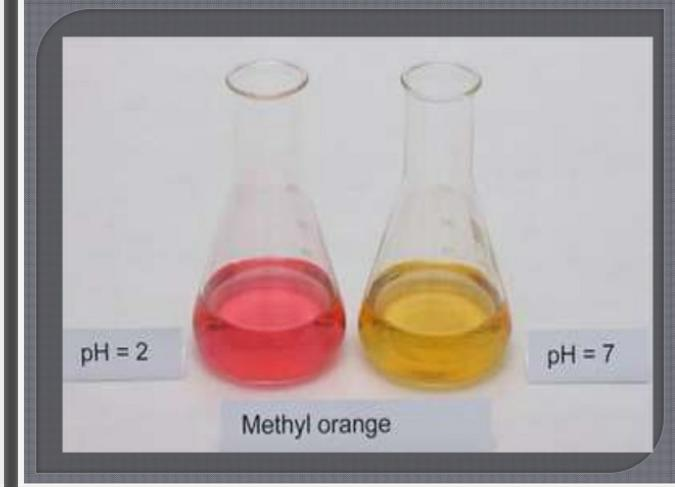 pH = 2
pH = 7
Methyl orange